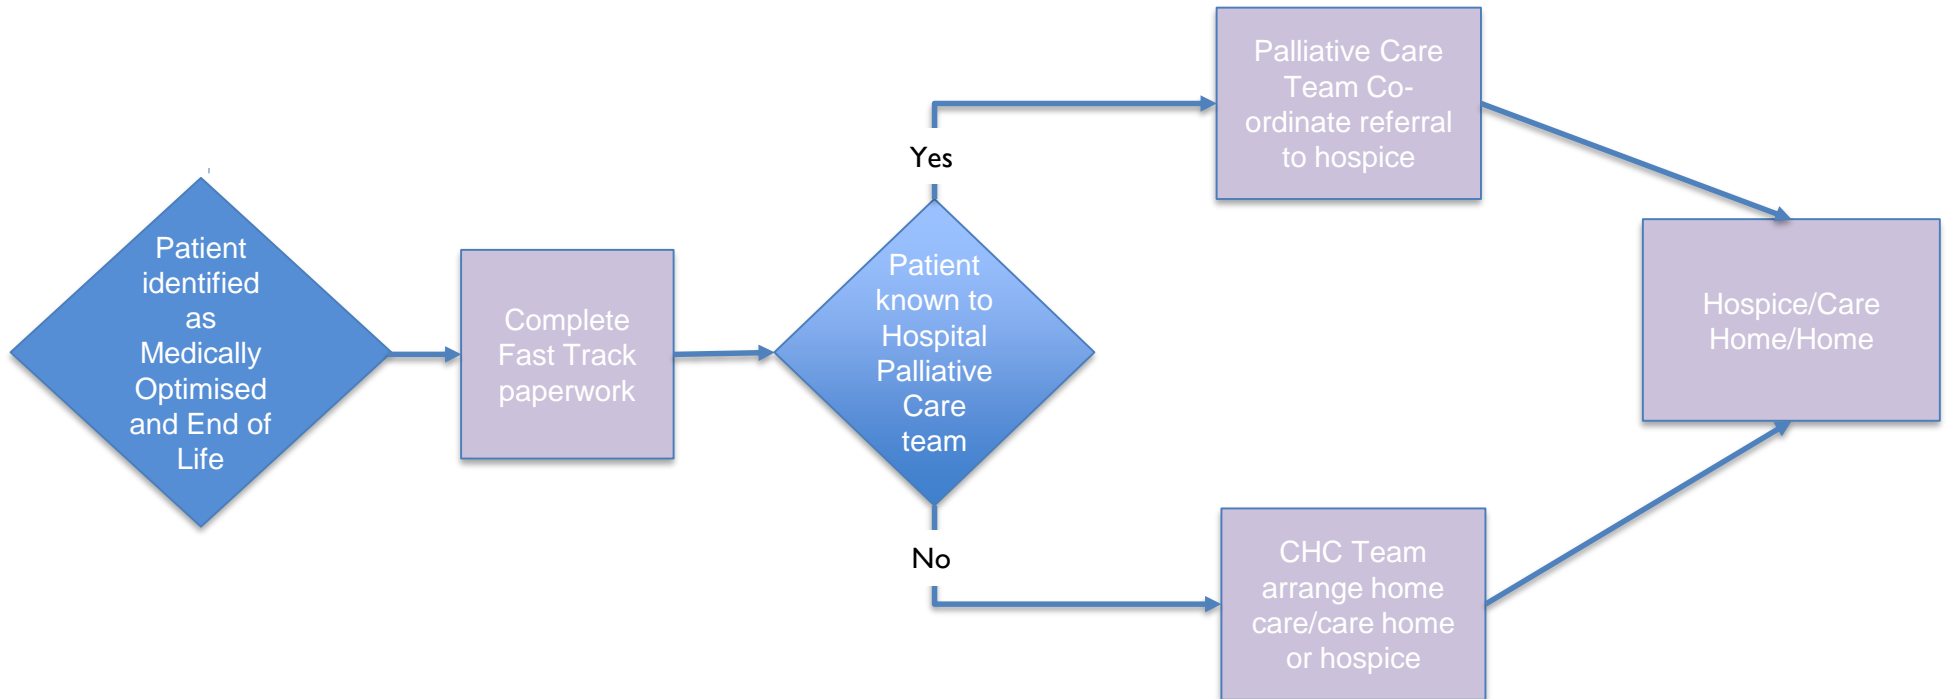 Patient
identified
as
Medically
Optimised
and End of
Life
Complete
Fast Track
paperwork
Patient
known to
Hospital
Palliative
Care
team
Yes
No
Palliative Care
Team Co-
ordinate referral
to hospice
CHC Team
arrange home
care/care home
or hospice
Hospice/Care
Home/Home